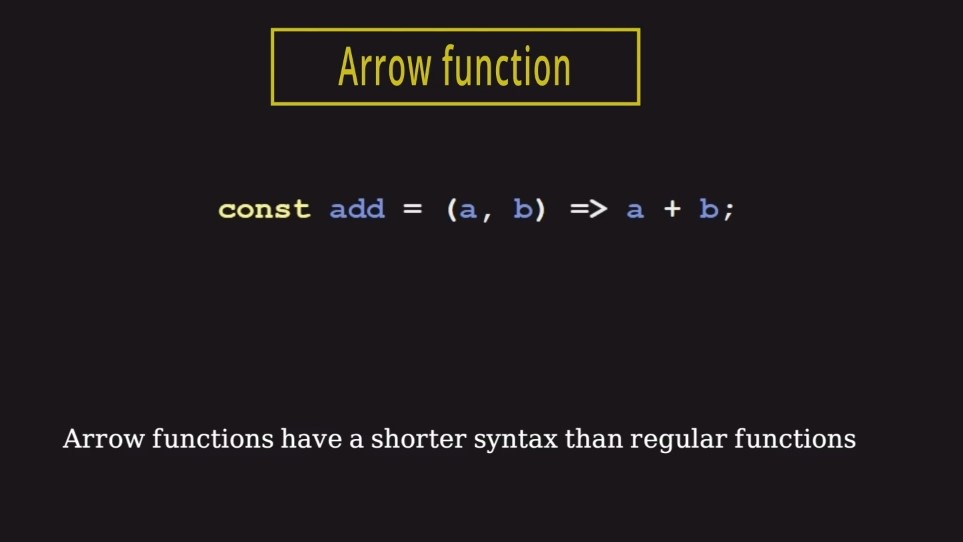 Arrow function
const add = (a, b) => a + b;
Arrow functions have a shorter syntax than regular functions